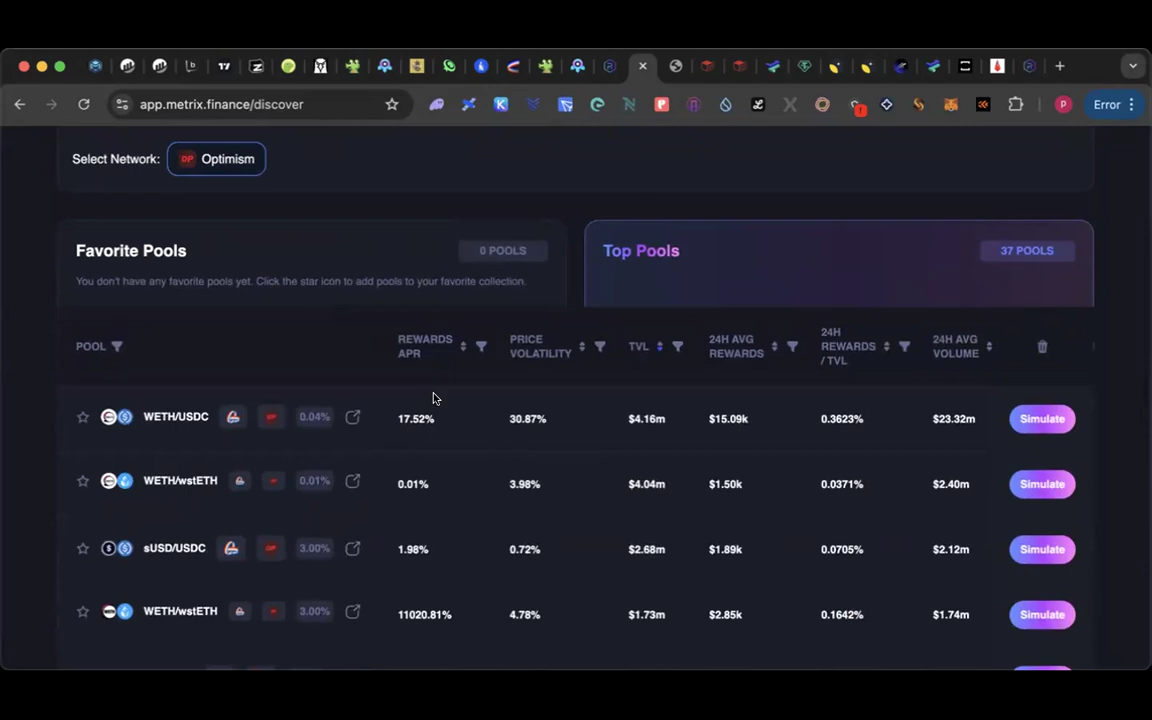 app.metrix.finance/discover
Error
Select Network: OP Optimism
Favorite Pools
0 POOLS
You don't have any favorite pools yet. Click the star icon to add pools to your favorite collection.
Top Pools
37 POOLS
POOL
REWARDS APR
PRICE VOLATILITY
TVL
24H AVG REWARDS
24H REWARDS / TVL
24H AVG VOLUME
WETH/USDC 0.04% 17.52% 30.87% $4.16m $15.09k 0.3623% $23.32m Simulate
WETH/wstETH 0.01% 0.01% 3.98% $4.04m $1.50k 0.0371% $2.40m Simulate
sUSD/USDC 3.00% 1.98% 0.72% $2.68m $1.89k 0.0705% $2.12m Simulate
WETH/wstETH 3.00% 11020.81% 4.78% $1.73m $2.85k 0.1642% $1.74m Simulate